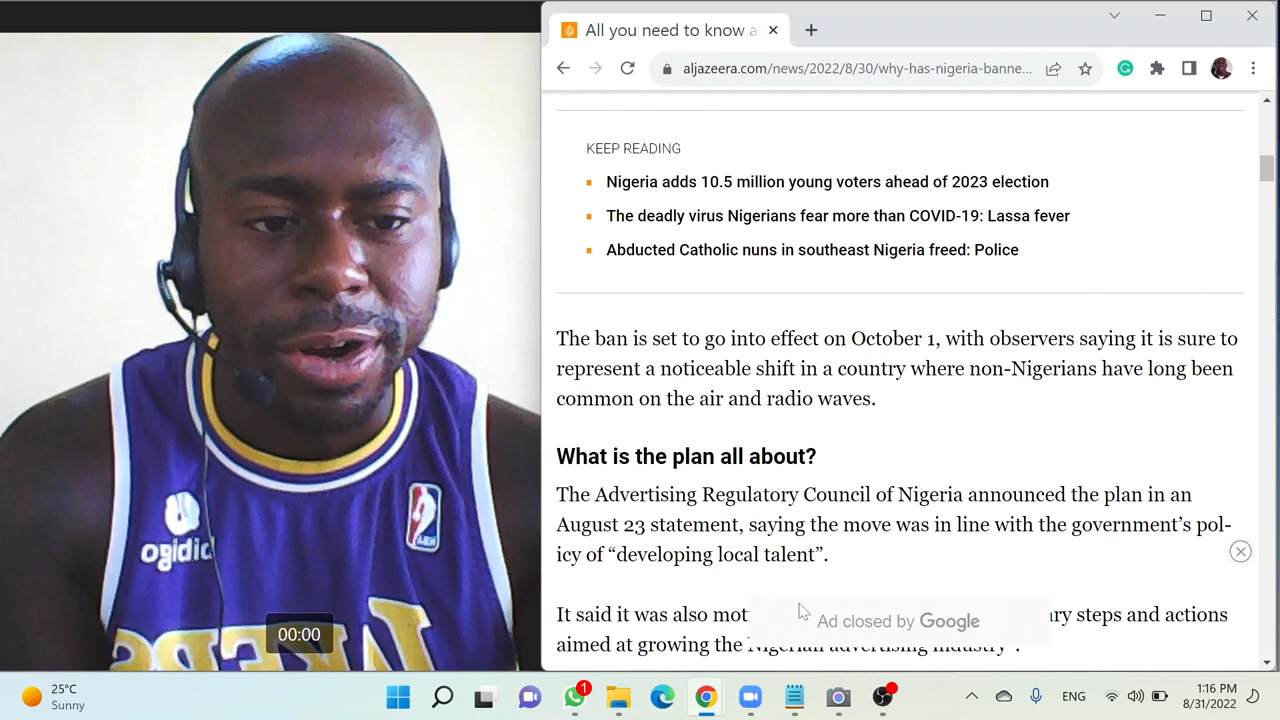 All you need to know a
aljazeera.com/news/2022/8/30/why-has-nigeria-banne...
KEEP READING
Nigeria adds 10.5 million young voters ahead of 2023 election
The deadly virus Nigerians fear more than COVID-19: Lassa fever
Abducted Catholic nuns in southeast Nigeria freed: Police
The ban is set to go into effect on October 1, with observers saying it is sure to
represent a noticeable shift in a country where non-Nigerians have long been
common on the air and radio waves.
What is the plan all about?
The Advertising Regulatory Council of Nigeria announced the plan in an
August 23 statement, saying the move was in line with the government's pol-
icy of “developing local talent”.
It said it was also mot
ry steps and actions
Ad closed by Google
aimed at growing the Nigerian advertising industry”.
NBA
LAKERS
00:00
25°C
Sunny
1
ENG
1:16 PM
8/31/2022